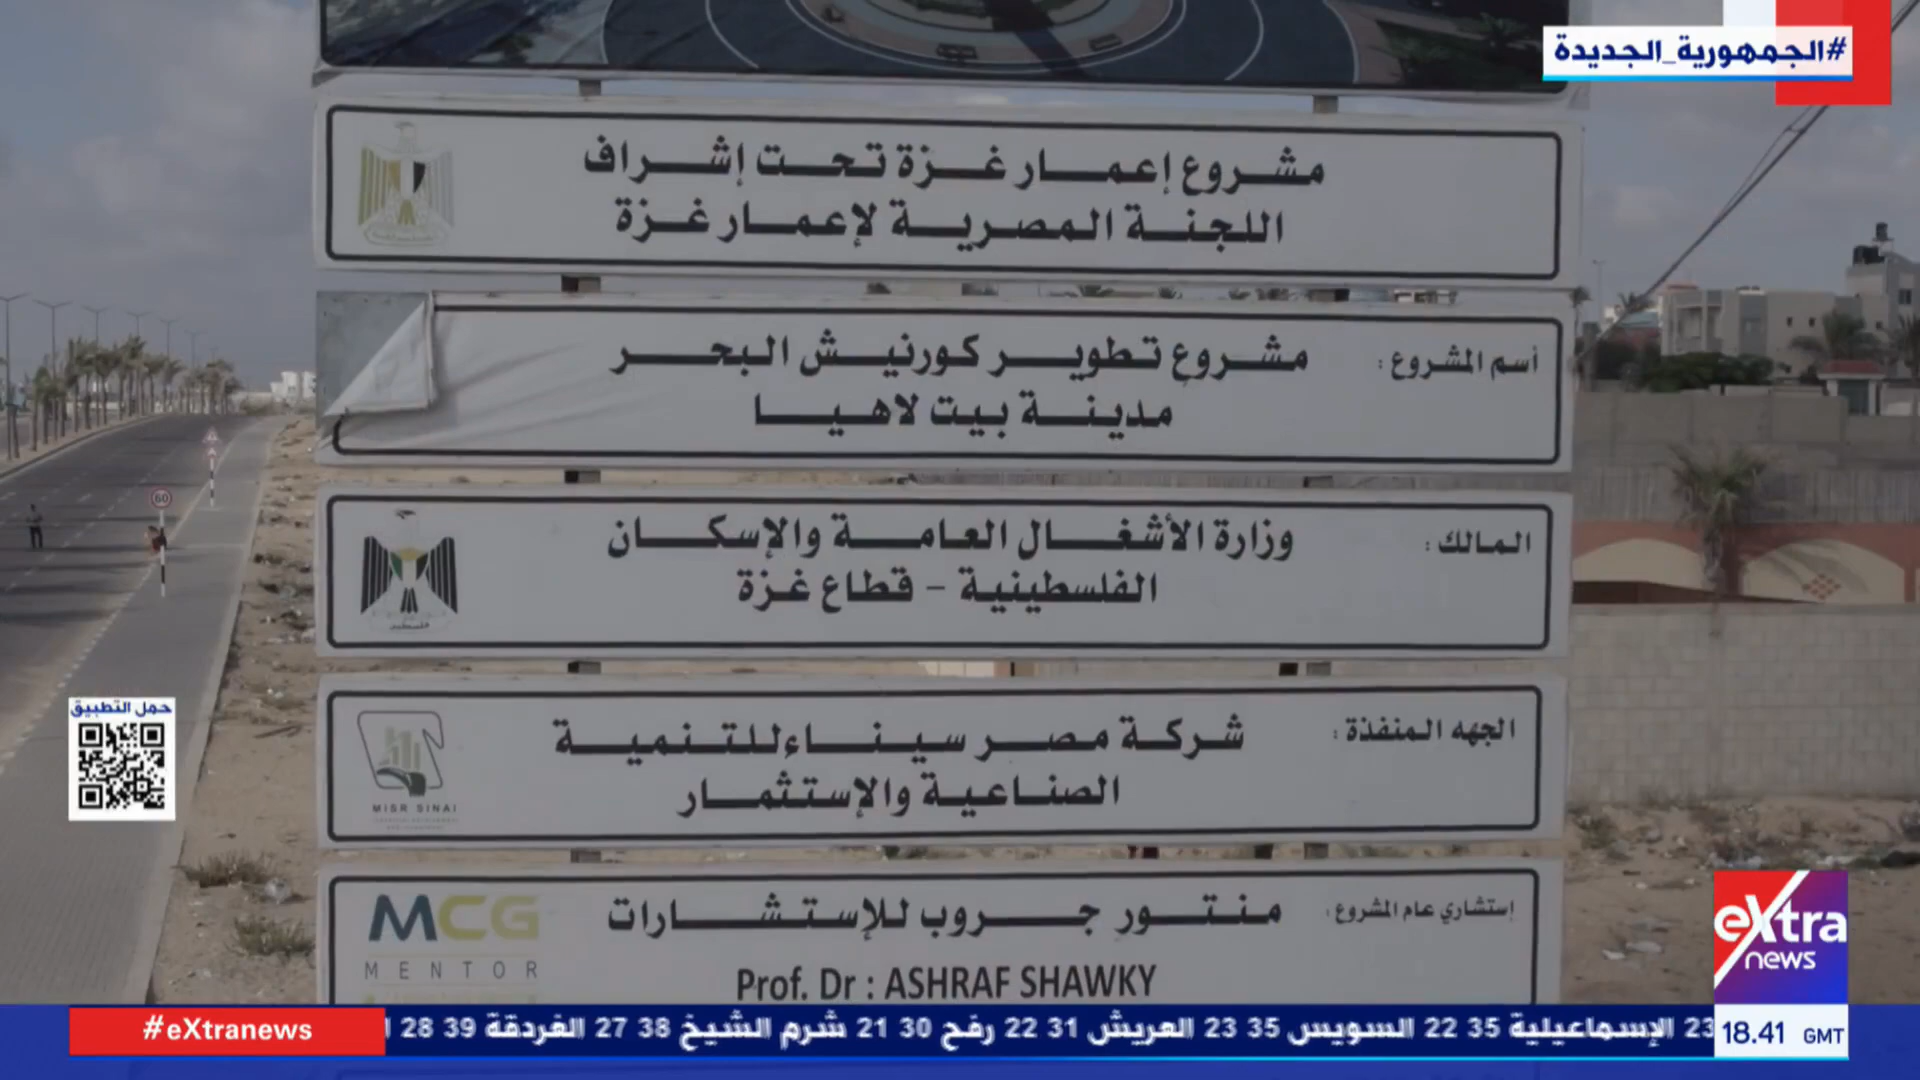 #الجمهورية_الجديدة
مشروع إعمار غزة تحت إشراف
اللجنة المصرية لإعمار غزة
أسم المشروع :
مشروع تطوير كورنيش البحر
مدينة بيت لاهيا
المالك :
وزارة الأشغال العامة والإسكان
الفلسطينية - قطاع غزة
فلسطين
60
الجهه المنفذة :
شركة مصر سيناء للتنمية
الصناعية والإستثمار
MISR SINAI
حمل التطبيق
إستشاري عام المشروع :
منتور جروب للإستشارات
Prof. Dr : ASHRAF SHAWKY
MCG
MENTOR
eXtra
news
#eXtranews
23 الإسماعيلية 35 22 السويس 35 23 العريش 31 22 رفح 30 21 شرم الشيخ 38 27 الغردقة 39 28
18.41 GMT